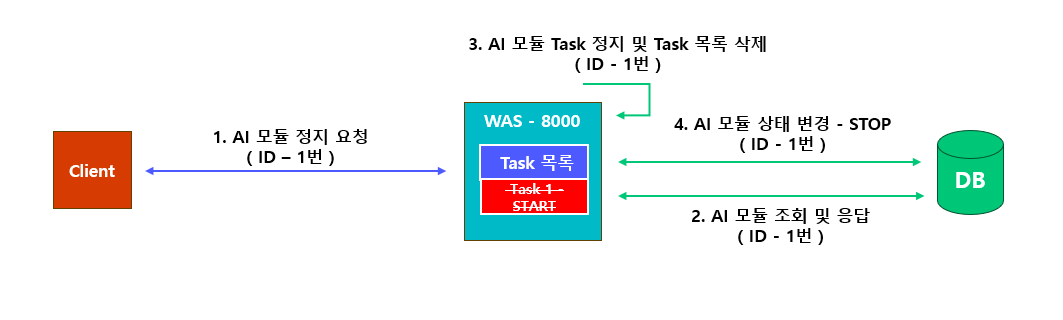 3. AI 모듈 Task 정지 및 Task 목록 삭제
( ID - 1번 )
1. AI 모듈 정지 요청
( ID – 1번 )
Client
WAS - 8000
Task 목록
Task 1 -
START
4. AI 모듈 상태 변경 - STOP
( ID - 1번 )
DB
2. AI 모듈 조회 및 응답
( ID - 1번 )